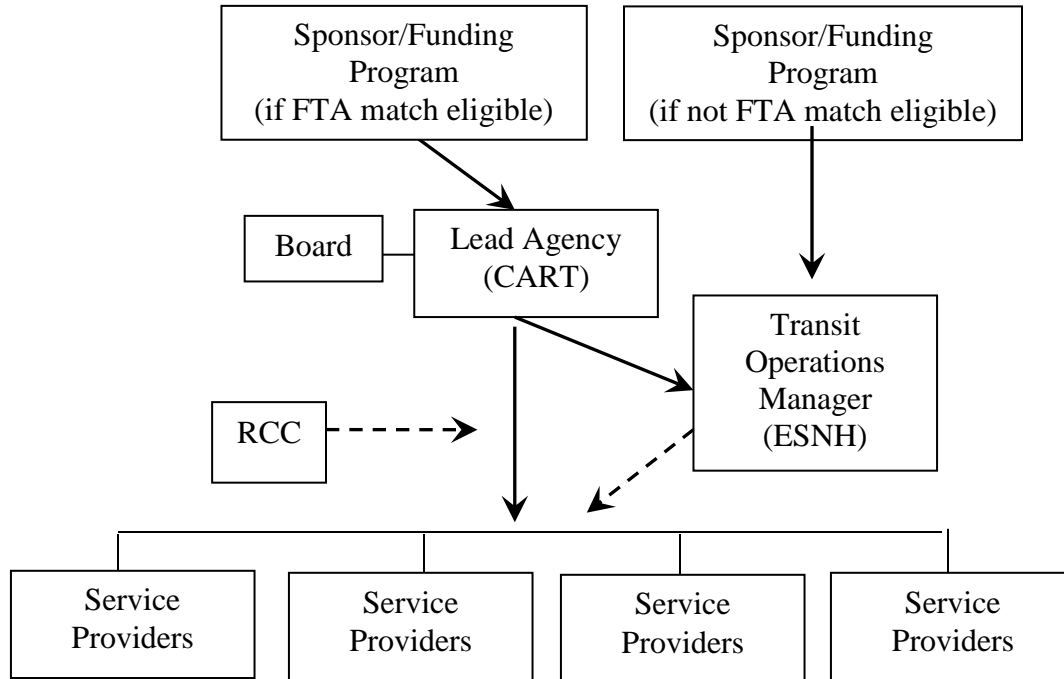 Sponsor/Funding
Program
(if FTA match eligible)
Sponsor/Funding
Program
(if not FTA match eligible)
Board
Lead Agency
(CART)
Transit
Operations
Manager
(ESNH)
RCC
Service
Providers
Service
Providers
Service
Providers
Service
Providers